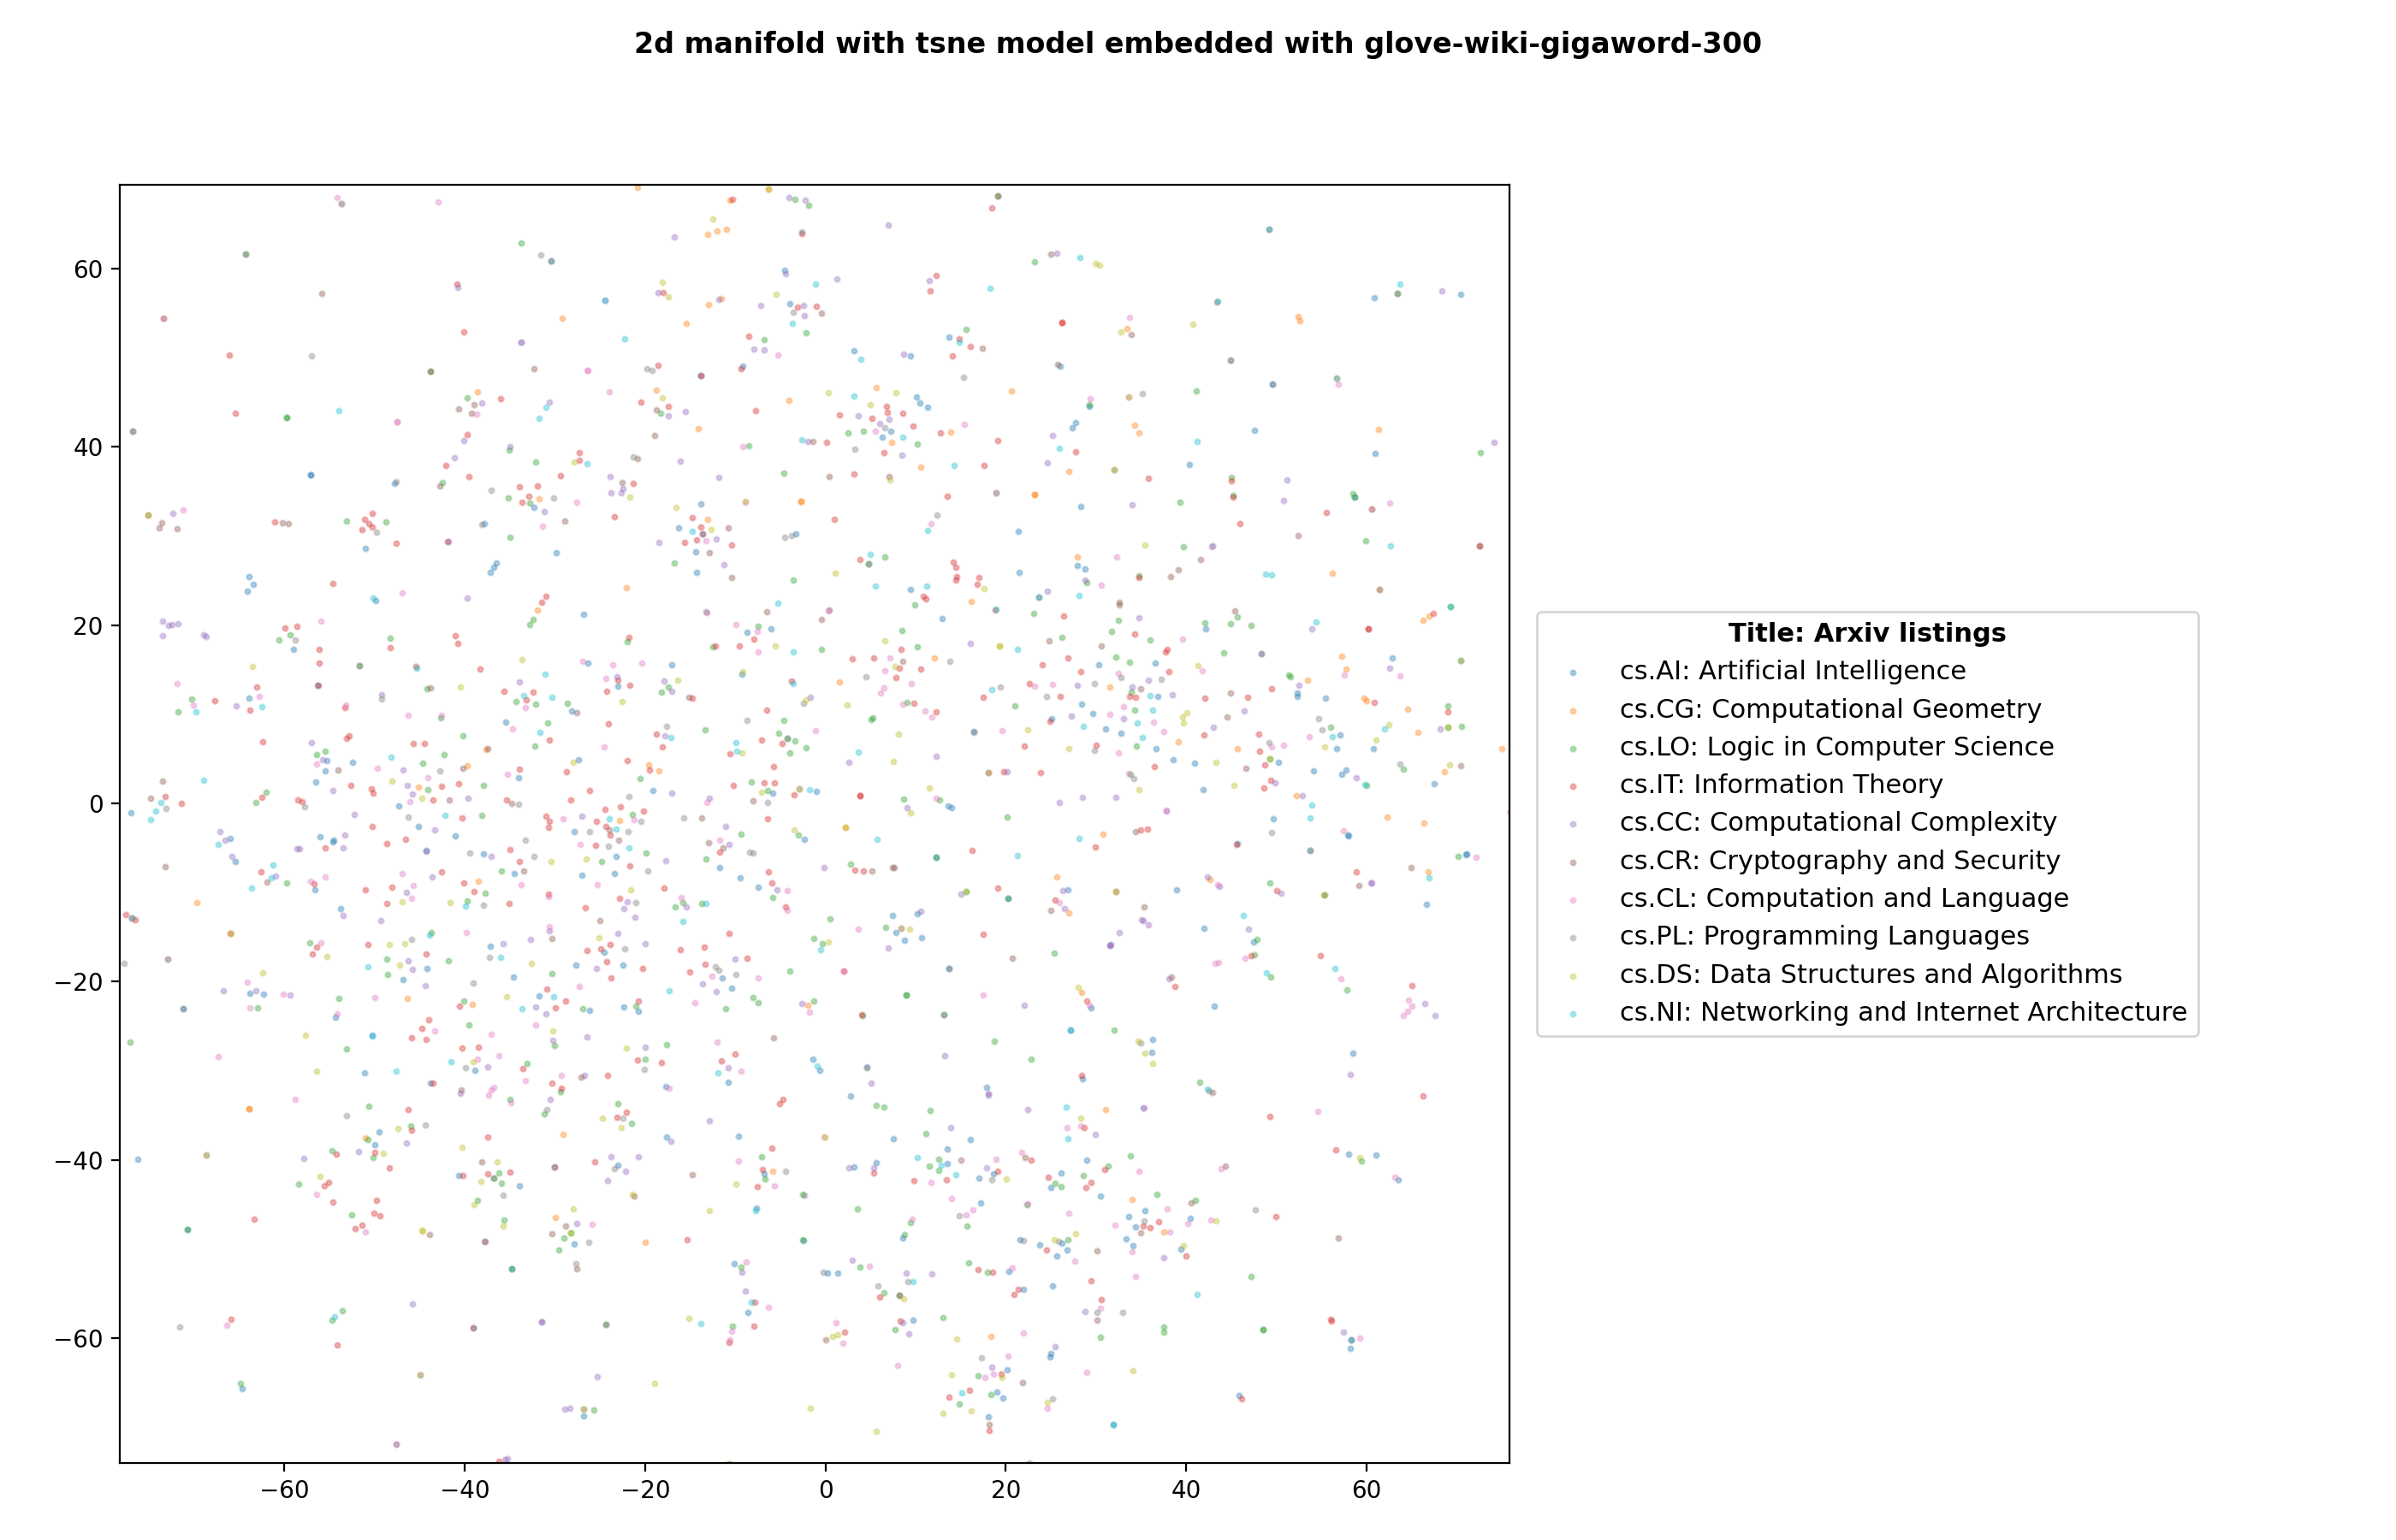 2d manifold with tsne model embedded with glove-wiki-gigaword-300
60
40
20
0
−20
−40
−60
−60
−40
−20
0
20
40
60
Title: Arxiv listings
cs.AI: Artificial Intelligence
cs.CG: Computational Geometry
cs.LO: Logic in Computer Science
cs.IT: Information Theory
cs.CC: Computational Complexity
cs.CR: Cryptography and Security
cs.CL: Computation and Language
cs.PL: Programming Languages
cs.DS: Data Structures and Algorithms
cs.NI: Networking and Internet Architecture